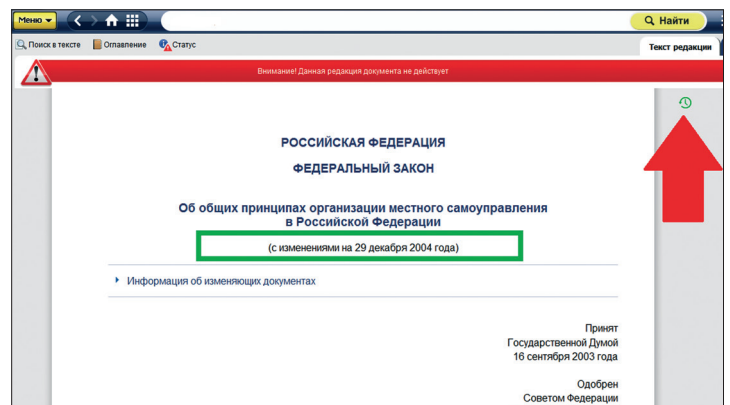 Меню
Найти
Поиск в тексте Оглавление Статус
Текст редакции
Внимание! Данная редакция документа не действует
РОССИЙСКАЯ ФЕДЕРАЦИЯ
ФЕДЕРАЛЬНЫЙ ЗАКОН
Об общих принципах организации местного самоуправления
в Российской Федерации
(с изменениями на 29 декабря 2004 года)
Информация об изменяющих документах
Принят
Государственной Думой
16 сентября 2003 года
Одобрен
Советом Федерации